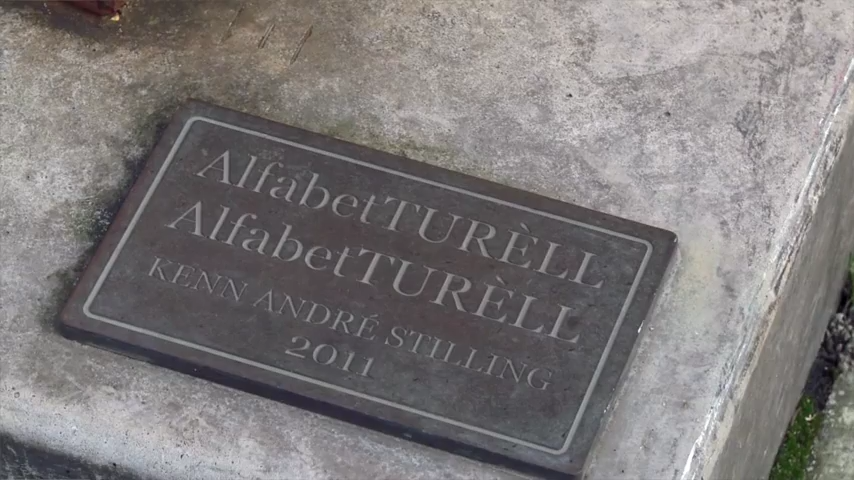 AlfabetTURÈLL
AlfabetTURÈLL
KENN ANDRÉ STILLING
2011